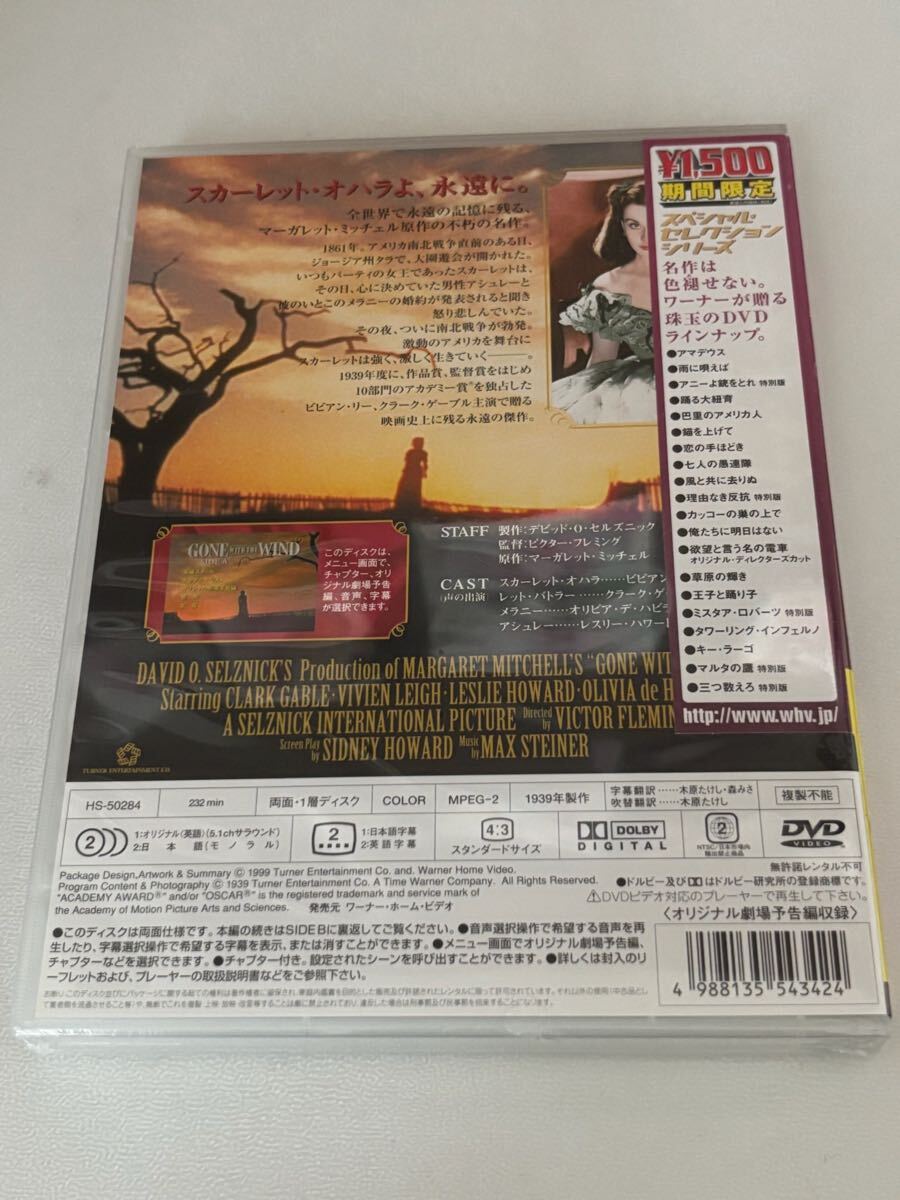 スカーレット・オハラよ、永遠に。
全世界で永遠の記憶に残る、
マーガレット・ミッチェル原作の不朽の名作。
1861年。アメリカ南北戦争直前のある日、
ジョージア州タラで、大園遊会が開かれた。
いつもパーティの女王であったスカーレットは、
その日、心に決めていた男性アシュレーと
彼のいとこのメラニーの婚約が発表されると聞き
怒り悲しんでいた。
その夜、ついに南北戦争が勃発。
激動のアメリカを舞台に
スカーレットは強く、激しく生きていく——。
1939年度に、作品賞、監督賞をはじめ
10部門のアカデミー賞®を独占した
ビビアン・リー、クラーク・ゲーブル主演で贈る
映画史上に残る永遠の傑作。
¥1,500
期間限定
スペシャル・
セレクション
シリーズ
名作は
色褪せない。
ワーナーが贈る
珠玉のDVD
ラインナップ。
●アマデウス
●雨に唄えば
●アニーよ銃をとれ 特別版
●踊る大紐育
●巴里のアメリカ人
●錨を上げて
●恋の手ほどき
●七人の愚連隊
●風と共に去りぬ
●理由なき反抗 特別版
●カッコーの巣の上で
●俺たちに明日はない
●欲望と言う名の電車
オリジナル・ディレクターズカット
●草原の輝き
●王子と踊り子
●ミスタア・ロバーツ 特別版
●タワーリング・インフェルノ
●キー・ラーゴ
●マルタの鷹 特別版
●三つ数えろ 特別版
http://www.whv.jp/
GONE WITH THE WIND
SIDE A
このディスクは、
メニュー画面で、
チャプター、オリ
ジナル劇場予告
編、音声、字幕
が選択できます。
STAFF 製作:デビッド・O・セルズニック
監督:ビクター・フレミング
原作:マーガレット・ミッチェル
CAST スカーレット・オハラ……ビビアン
(声の出演) レット・バトラー……クラーク・ゲ
メラニー……オリビア・デ・ハビラ
アシュレー……レスリー・ハワー
DAVID O. SELZNICK'S Production of MARGARET MITCHELL'S "GONE WIT
Starring CLARK GABLE・VIVIEN LEIGH・LESLIE HOWARD・OLIVIA de H
A SELZNICK INTERNATIONAL PICTURE Directed by VICTOR FLEMIN
Screen Play by SIDNEY HOWARD Music by MAX STEINER
TURNER ENTERTAINMENT CO.
HS-50284 232 min 両面・1層ディスク COLOR MPEG-2 1939年製作 字幕翻訳……木原たけし・森みさ 複製不能
吹替翻訳……木原たけし
2 1:オリジナル(英語)(5.1chサラウンド)
2:日本語(モノラル)
2 1:日本語字幕
2:英語字幕
4:3
スタンダードサイズ
DOLBY
DIGITAL
2
NTSC/日本市場向
輸出禁止商品
DVD
VIDEO
無許諾レンタル不可
Package Design,Artwork & Summary © 1999 Turner Entertainment Co. and. Warner Home Video.
Program Content & Photography © 1939 Turner Entertainment Co. A Time Warner Company. All Rights Reserved.
"ACADEMY AWARD®" and/or "OSCAR®" is the registered trademark and service mark of
the Academy of Motion Picture Arts and Sciences. 発売元 ワーナー・ホーム・ビデオ
●ドルビー及びはドルビー研究所の登録商標です。
⚠DVDビデオ対応のプレーヤーで再生して下さい。
〈オリジナル劇場予告編収録〉
●このディスクは両面仕様です。本編の続きはSIDE Bに裏返してご覧ください。●音声選択操作で希望する音声を再
生したり、字幕選択操作で希望する字幕を表示、または消すことができます。●メニュー画面でオリジナル劇場予告編、
チャプターなどを選択できます。●チャプター付き。設定されたシーンを呼び出すことができます。●詳しくは封入のリ
ーフレットおよび、プレーヤーの取扱説明書などをご参照下さい。
4 988135 543424